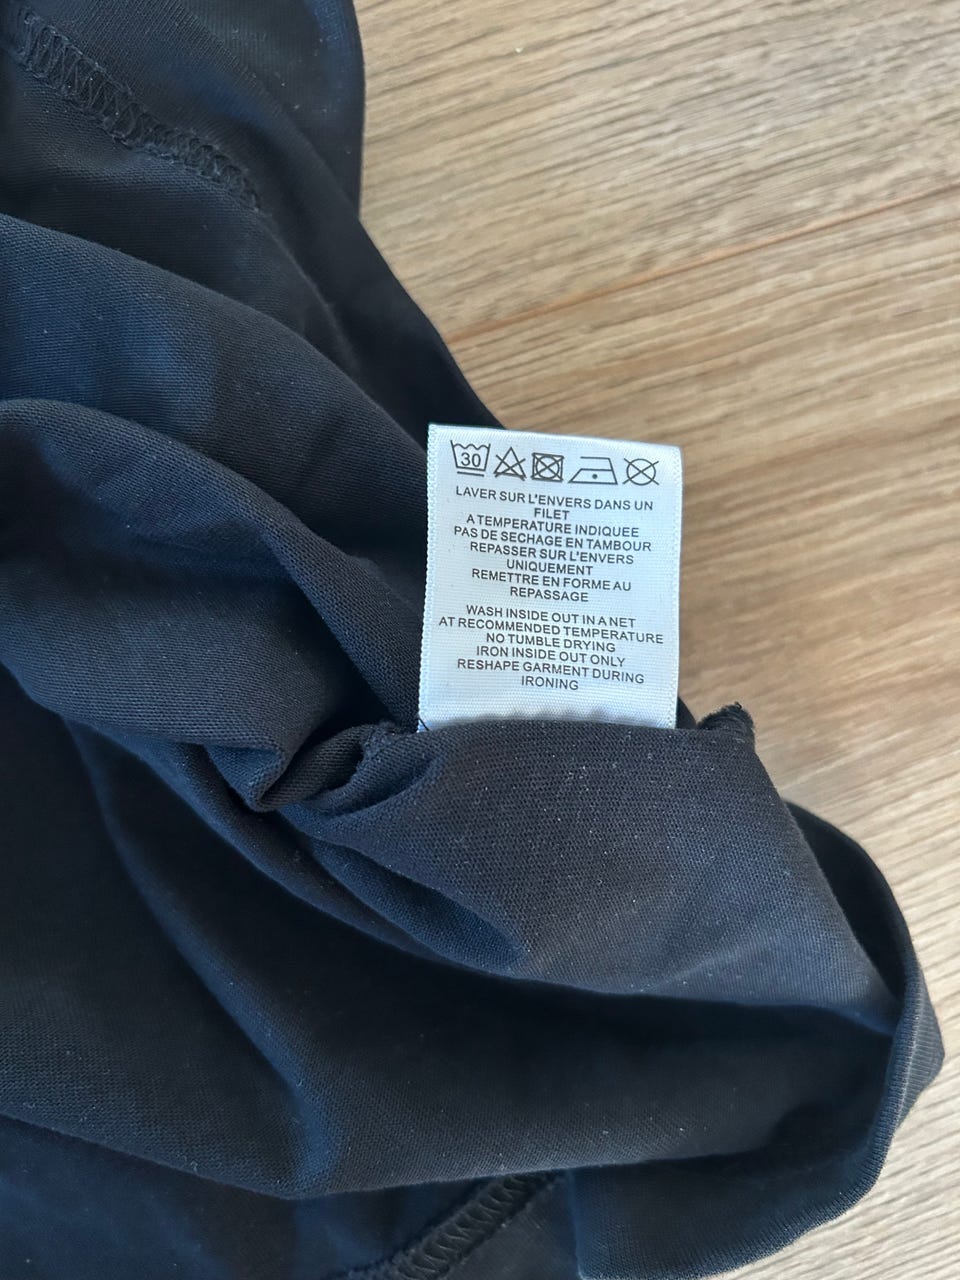 30
LAVER SUR L'ENVERS DANS UN
FILET
A TEMPERATURE INDIQUEE
PAS DE SECHAGE EN TAMBOUR
REPASSER SUR L'ENVERS
UNIQUEMENT
REMETTRE EN FORME AU
REPASSAGE
WASH INSIDE OUT IN A NET
AT RECOMMENDED TEMPERATURE
NO TUMBLE DRYING
IRON INSIDE OUT ONLY
RESHAPE GARMENT DURING
IRONING